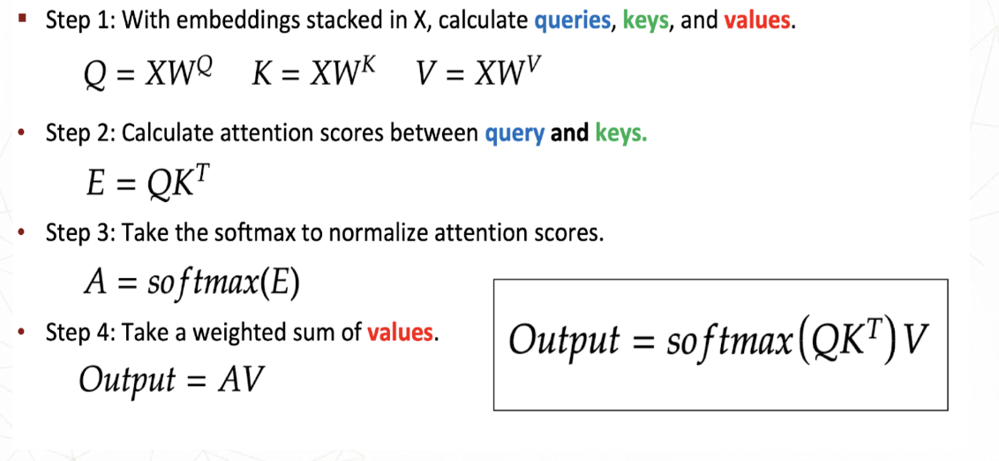 ▪ Step 1: With embeddings stacked in X, calculate queries, keys, and values.
Q = XW^Q K = XW^K V = XW^V
• Step 2: Calculate attention scores between query and keys.
E = QK^T
• Step 3: Take the softmax to normalize attention scores.
A = softmax(E)
• Step 4: Take a weighted sum of values.
Output = AV
Output = softmax(QK^T)V